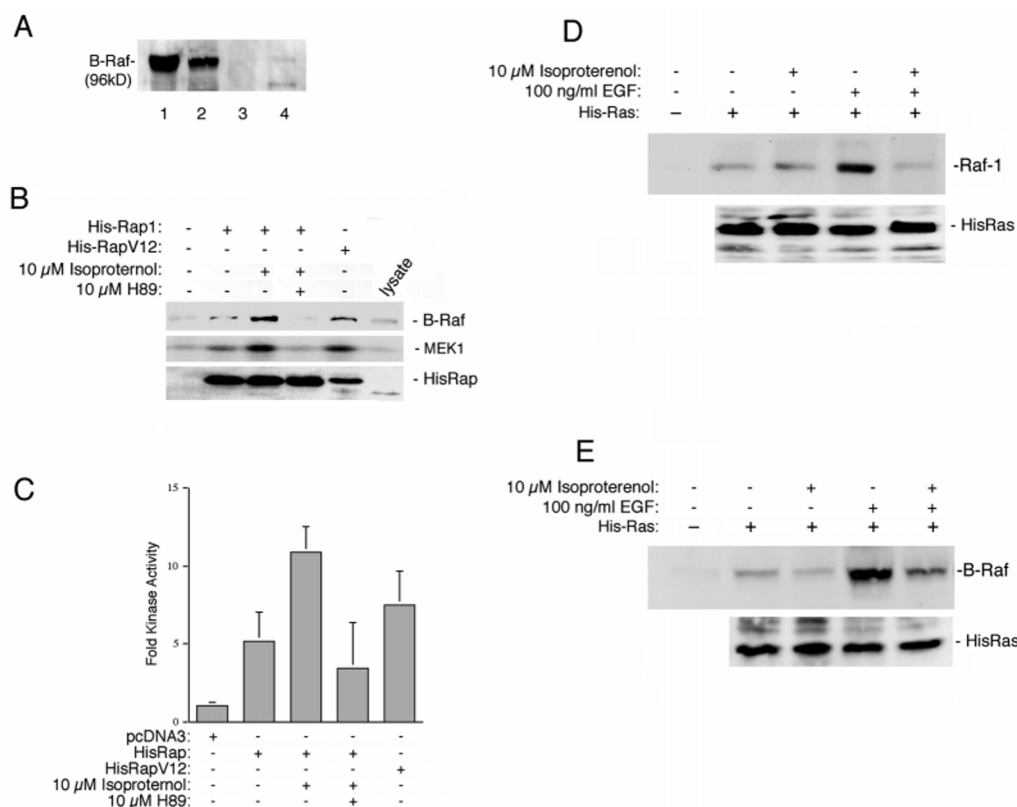 A
B-Raf-
(96kD)
1 2 3 4
B
His-Rap1: - + + + -
His-RapV12: - - - - +
10 µM Isoproternol: - - + + -
10 µM H89: - - - + -
lysate
- B-Raf
- MEK1
- HisRap
C
15
10
5
0
Fold Kinase Activity
pcDNA3: + - - - -
HisRap: - + + + -
HisRapV12: - - - - +
10 µM Isoproternol: - - + + -
10 µM H89: - - - + -
D
10 µM Isoproterenol: - - + - +
100 ng/ml EGF: - - - + +
His-Ras: – + + + +
-Raf-1
- HisRas
E
10 µM Isoproterenol: - - + - +
100 ng/ml EGF: - - - + +
His-Ras: – + + + +
-B-Raf
- HisRas